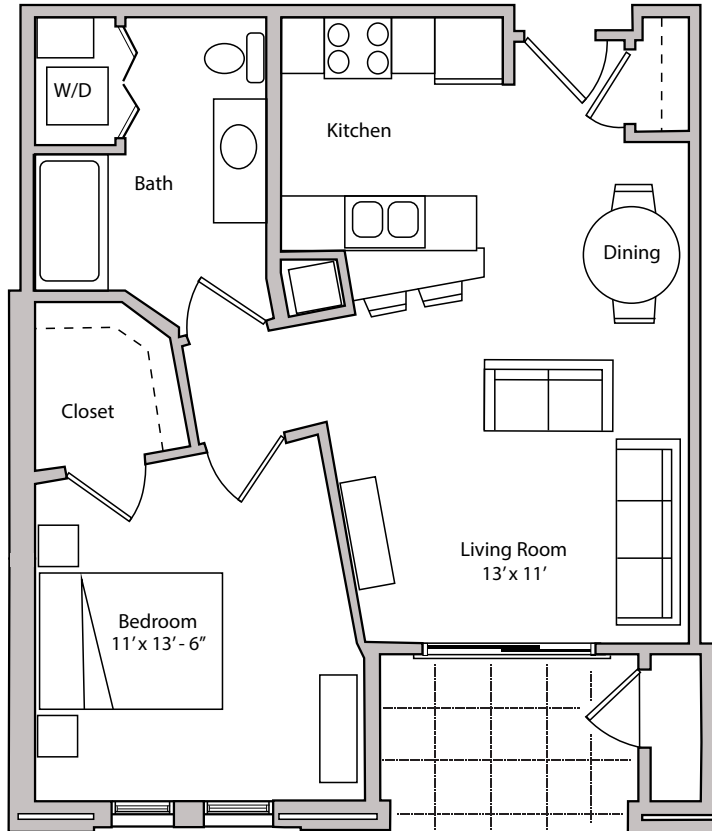 W/D
Kitchen
Bath
Dining
Closet
Living Room
13’ x 11’
Bedroom
11’ x 13’ - 6”